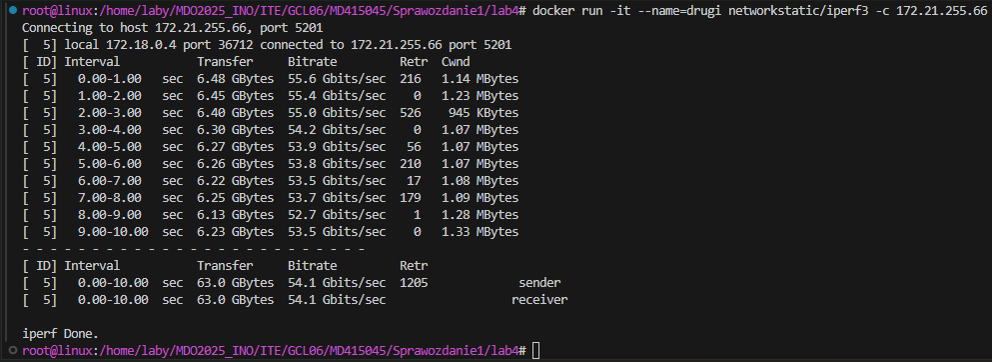 root@linux:/home/laby/MDO2025_INO/ITE/GCL06/MD415045/Sprawozdanie1/lab4# docker run -it --name=drugi networkstatic/iperf3 -c 172.21.255.66
Connecting to host 172.21.255.66, port 5201
[  5] local 172.18.0.4 port 36712 connected to 172.21.255.66 port 5201
[ ID] Interval           Transfer     Bitrate         Retr  Cwnd
[  5]   0.00-1.00   sec  6.48 GBytes  55.6 Gbits/sec  216   1.14 MBytes
[  5]   1.00-2.00   sec  6.45 GBytes  55.4 Gbits/sec    0   1.23 MBytes
[  5]   2.00-3.00   sec  6.40 GBytes  55.0 Gbits/sec  526    945 KBytes
[  5]   3.00-4.00   sec  6.30 GBytes  54.2 Gbits/sec    0   1.07 MBytes
[  5]   4.00-5.00   sec  6.27 GBytes  53.9 Gbits/sec   56   1.07 MBytes
[  5]   5.00-6.00   sec  6.26 GBytes  53.8 Gbits/sec  210   1.07 MBytes
[  5]   6.00-7.00   sec  6.22 GBytes  53.5 Gbits/sec   17   1.08 MBytes
[  5]   7.00-8.00   sec  6.25 GBytes  53.7 Gbits/sec  179   1.09 MBytes
[  5]   8.00-9.00   sec  6.13 GBytes  52.7 Gbits/sec    1   1.28 MBytes
[  5]   9.00-10.00  sec  6.23 GBytes  53.5 Gbits/sec    0   1.33 MBytes
- - - - - - - - - - - - - - - - - - - - - - - - -
[ ID] Interval           Transfer     Bitrate         Retr
[  5]   0.00-10.00  sec  63.0 GBytes  54.1 Gbits/sec  1205             sender
[  5]   0.00-10.00  sec  63.0 GBytes  54.1 Gbits/sec                  receiver
iperf Done.
root@linux:/home/laby/MDO2025_INO/ITE/GCL06/MD415045/Sprawozdanie1/lab4#